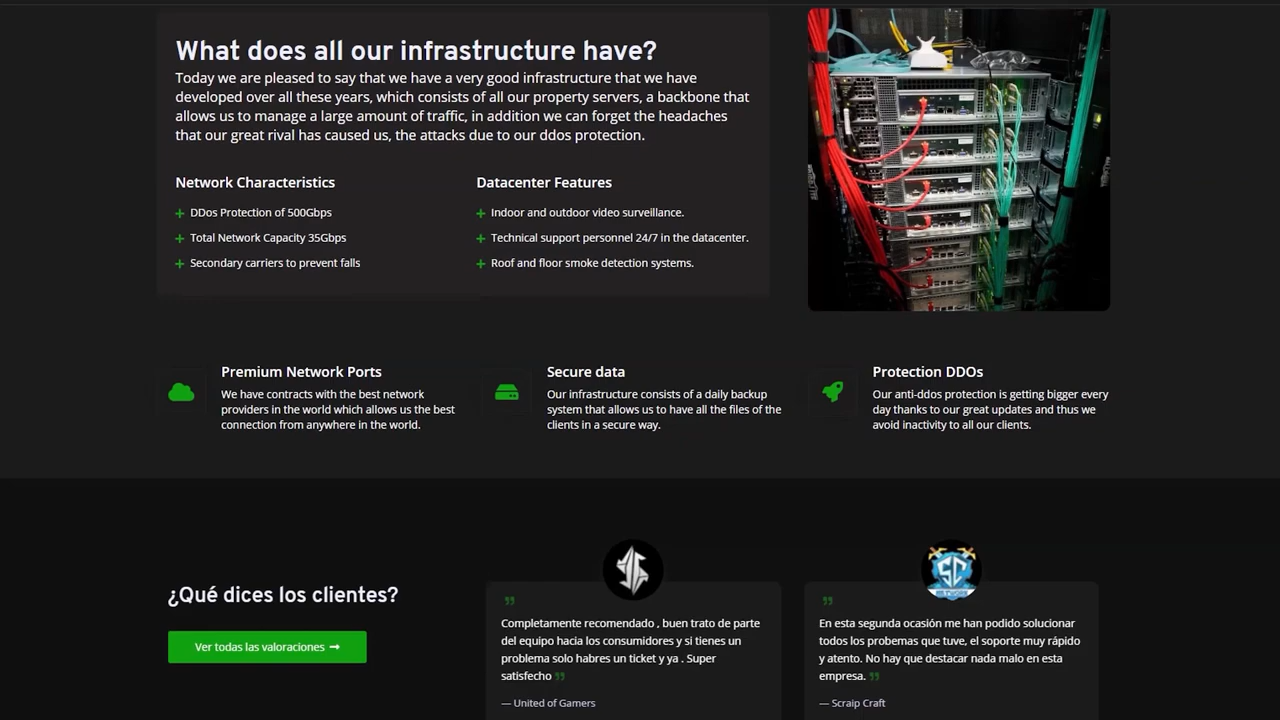 What does all our infrastructure have?
Today we are pleased to say that we have a very good infrastructure that we have
developed over all these years, which consists of all our property servers, a backbone that
allows us to manage a large amount of traffic, in addition we can forget the headaches
that our great rival has caused us, the attacks due to our ddos protection.
Network Characteristics
DDos Protection of 500Gbps
Total Network Capacity 35Gbps
Secondary carriers to prevent falls
Datacenter Features
Indoor and outdoor video surveillance.
Technical support personnel 24/7 in the datacenter.
Roof and floor smoke detection systems.
Premium Network Ports
We have contracts with the best network
providers in the world which allows us the best
connection from anywhere in the world.
Secure data
Our infrastructure consists of a daily backup
system that allows us to have all the files of the
clients in a secure way.
Protection DDOs
Our anti-ddos protection is getting bigger every
day thanks to our great updates and thus we
avoid inactivity to all our clients.
¿Qué dices los clientes?
Ver todas las valoraciones ➞
Completamente recomendado , buen trato de parte
del equipo hacia los consumidores y si tienes un
problema solo habres un ticket y ya . Super
satisfecho
— United of Gamers
SC
NETWORK
En esta segunda ocasión me han podido solucionar
todos los probemas que tuve, el soporte muy rápido
y atento. No hay que destacar nada malo en esta
empresa.
— Scraip Craft